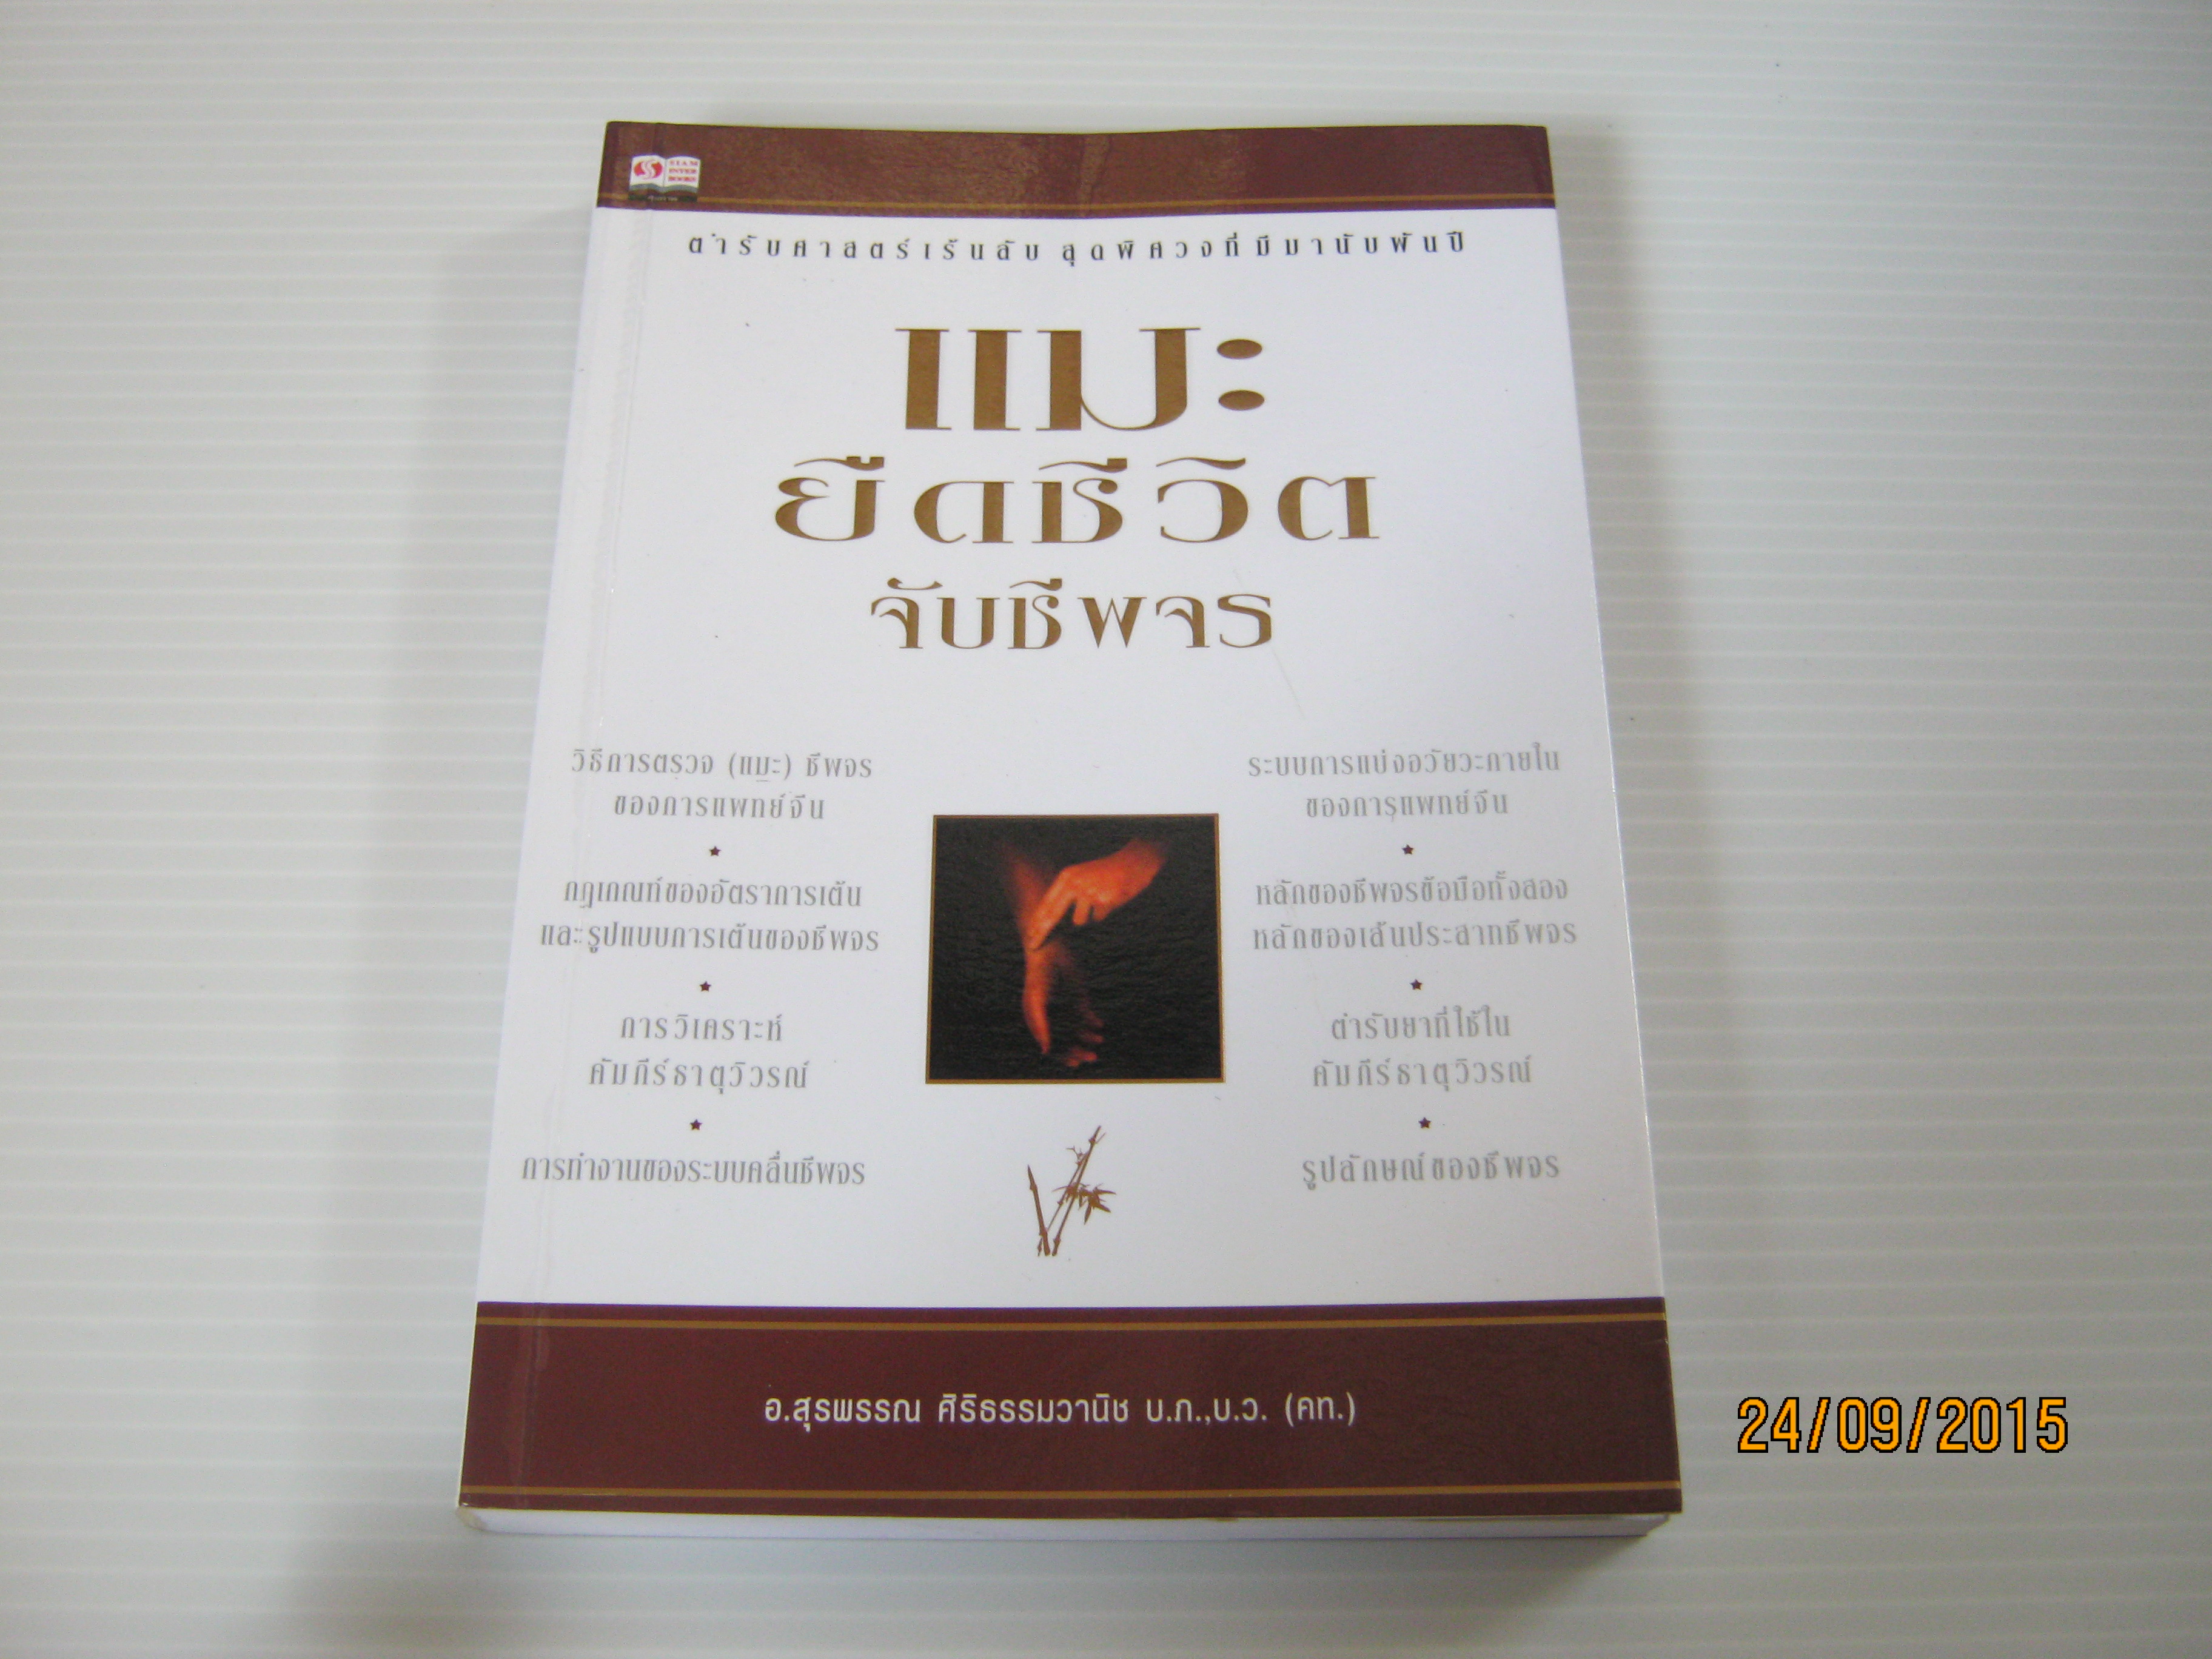 SIAM
INTER
BOOKS
ตำรับศาสตร์เร้นลับ สุดพิศวงที่มีมานับพันปี
แมะ
ยืดชีวิต
จับชีพจร
วิธีการตรวจ (แมะ) ชีพจร
ของการแพทย์จีน
กฎเกณฑ์ของอัตราการเต้น
และรูปแบบการเต้นของชีพจร
การวิเคราะห์
คัมภีร์ธาตุวิวรณ์
การทำงานของระบบคลื่นชีพจร
ระบบการแบ่งอวัยวะภายใน
ของการแพทย์จีน
หลักของชีพจรข้อมือทั้งสอง
หลักของเส้นประสาทชีพจร
ตำรับยาที่ใช้ใน
คัมภีร์ธาตุวิวรณ์
รูปลักษณ์ของชีพจร
อ.สุรพรรณ ศิริธรรมวานิช บ.ภ.,บ.ว. (คท.)
24/09/2015